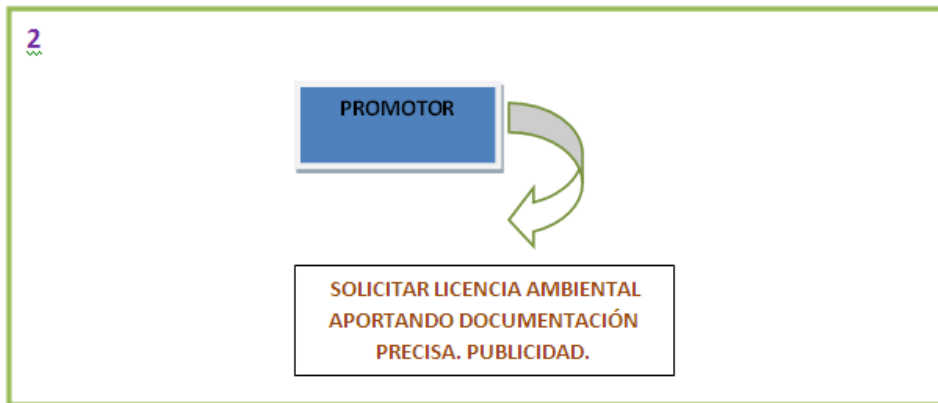 2
PROMOTOR
SOLICITAR LICENCIA AMBIENTAL
APORTANDO DOCUMENTACIÓN
PRECISA. PUBLICIDAD.